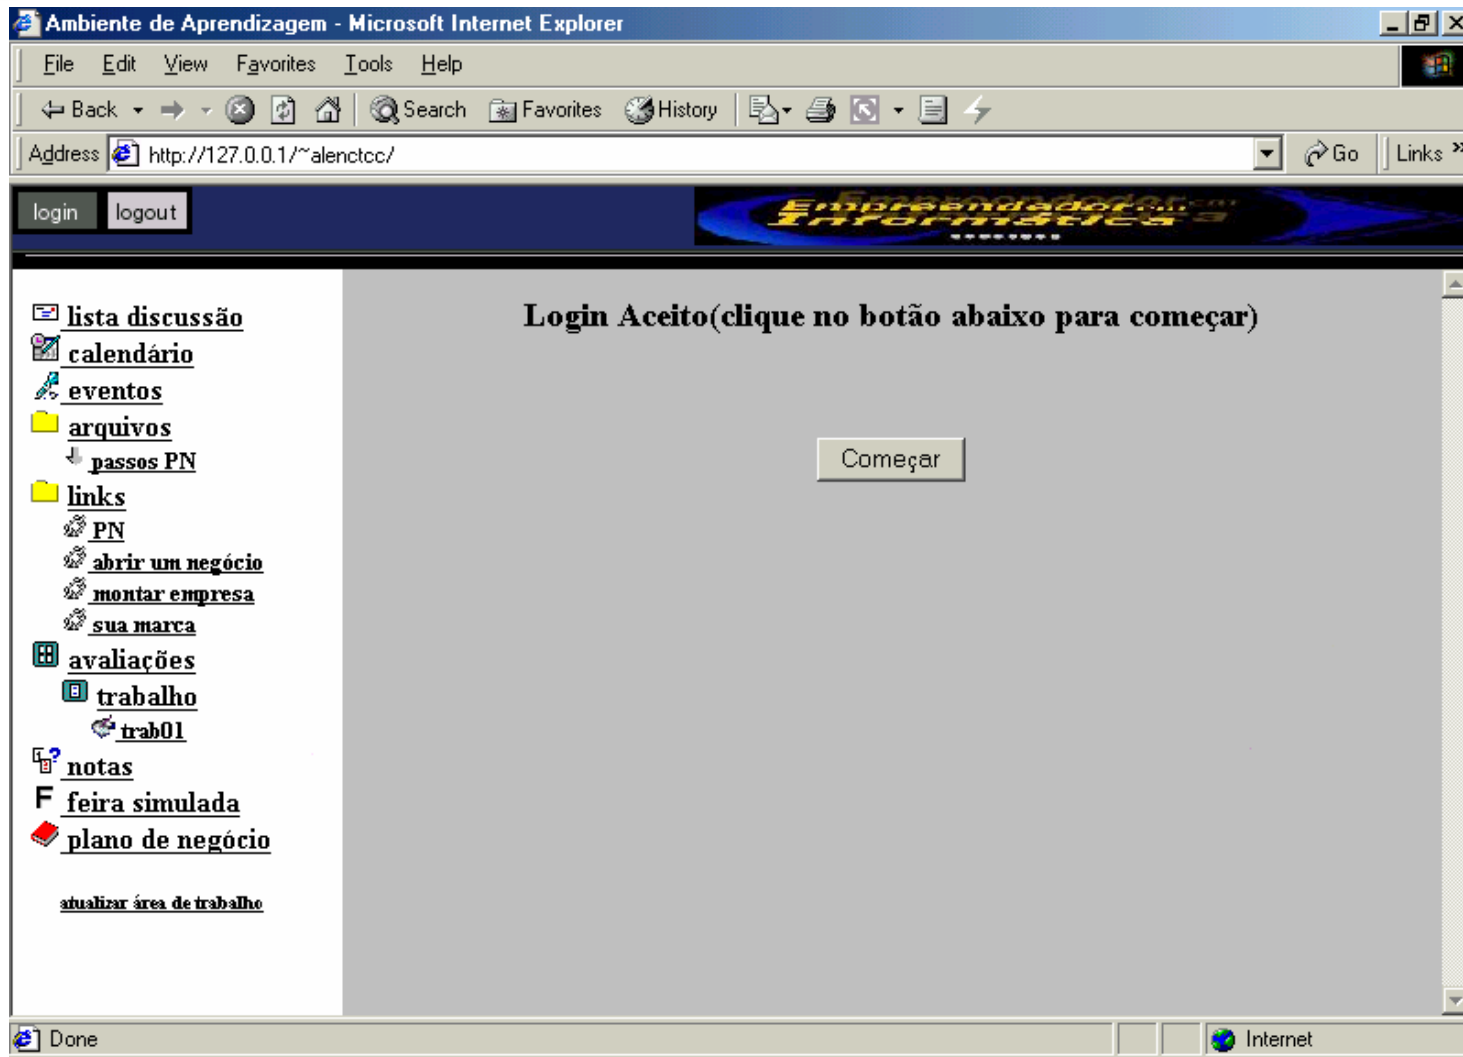 Ambiente de Aprendizagem - Microsoft Internet Explorer
File Edit View Favorites Tools Help
Back Search Favorites History
Address http://127.0.0.1/~alenctcc/ Go Links »
login logout
Empreendedor em
Informática
lista discussão
calendário
eventos
arquivos
passos PN
links
PN
abrir um negócio
montar empresa
sua marca
avaliações
trabalho
trab01
notas
F feira simulada
plano de negócio
atualizar área de trabalho
Login Aceito(clique no botão abaixo para começar)
Começar
Done Internet